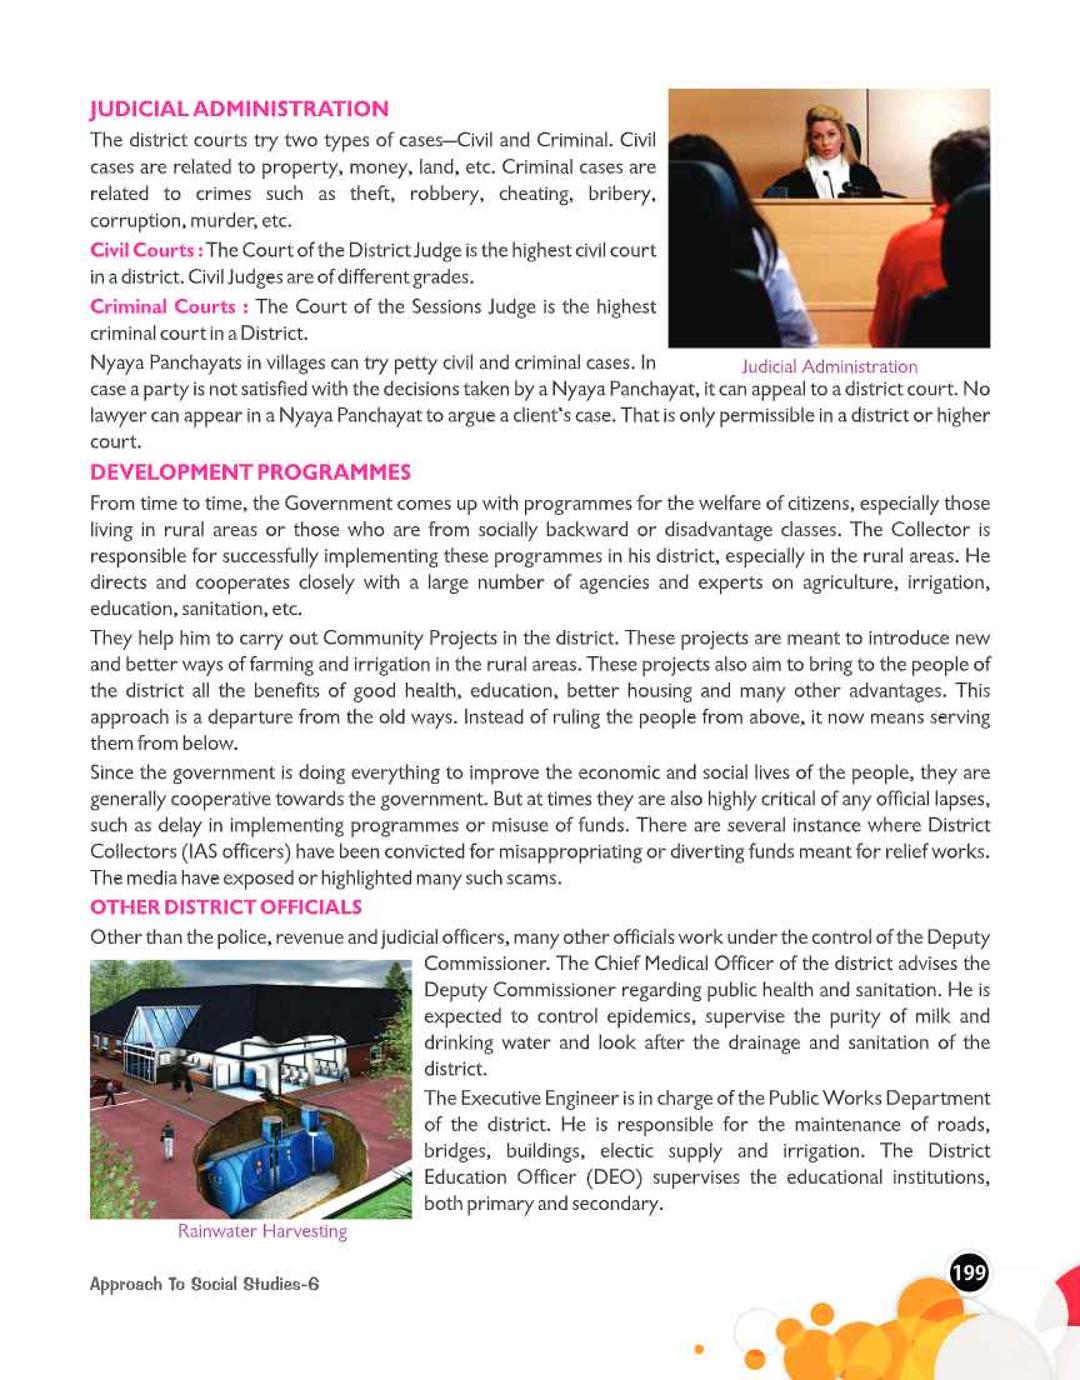 JUDICIAL ADMINISTRATION
The district courts try two types of cases—Civil and Criminal. Civil
cases are related to property, money, land, etc. Criminal cases are
related to crimes such as theft, robbery, cheating, bribery,
corruption, murder, etc.
Civil Courts : The Court of the District Judge is the highest civil court
in a district. Civil Judges are of different grades.
Criminal Courts : The Court of the Sessions Judge is the highest
criminal court in a District.
Judicial Administration
Nyaya Panchayats in villages can try petty civil and criminal cases. In
case a party is not satisfied with the decisions taken by a Nyaya Panchayat, it can appeal to a district court. No
lawyer can appear in a Nyaya Panchayat to argue a client's case. That is only permissible in a district or higher
court.
DEVELOPMENT PROGRAMMES
From time to time, the Government comes up with programmes for the welfare of citizens, especially those
living in rural areas or those who are from socially backward or disadvantage classes. The Collector is
responsible for successfully implementing these programmes in his district, especially in the rural areas. He
directs and cooperates closely with a large number of agencies and experts on agriculture, irrigation,
education, sanitation, etc.
They help him to carry out Community Projects in the district. These projects are meant to introduce new
and better ways of farming and irrigation in the rural areas. These projects also aim to bring to the people of
the district all the benefits of good health, education, better housing and many other advantages. This
approach is a departure from the old ways. Instead of ruling the people from above, it now means serving
them from below.
Since the government is doing everything to improve the economic and social lives of the people, they are
generally cooperative towards the government. But at times they are also highly critical of any official lapses,
such as delay in implementing programmes or misuse of funds. There are several instance where District
Collectors (IAS officers) have been convicted for misappropriating or diverting funds meant for relief works.
The media have exposed or highlighted many such scams.
OTHER DISTRICT OFFICIALS
Other than the police, revenue and judicial officers, many other officials work under the control of the Deputy
Commissioner. The Chief Medical Officer of the district advises the
Deputy Commissioner regarding public health and sanitation. He is
expected to control epidemics, supervise the purity of milk and
drinking water and look after the drainage and sanitation of the
district.
The Executive Engineer is in charge of the Public Works Department
of the district. He is responsible for the maintenance of roads,
bridges, buildings, electic supply and irrigation. The District
Education Officer (DEO) supervises the educational institutions,
both primary and secondary.
Rainwater Harvesting
Approach To Social Studies-6
199